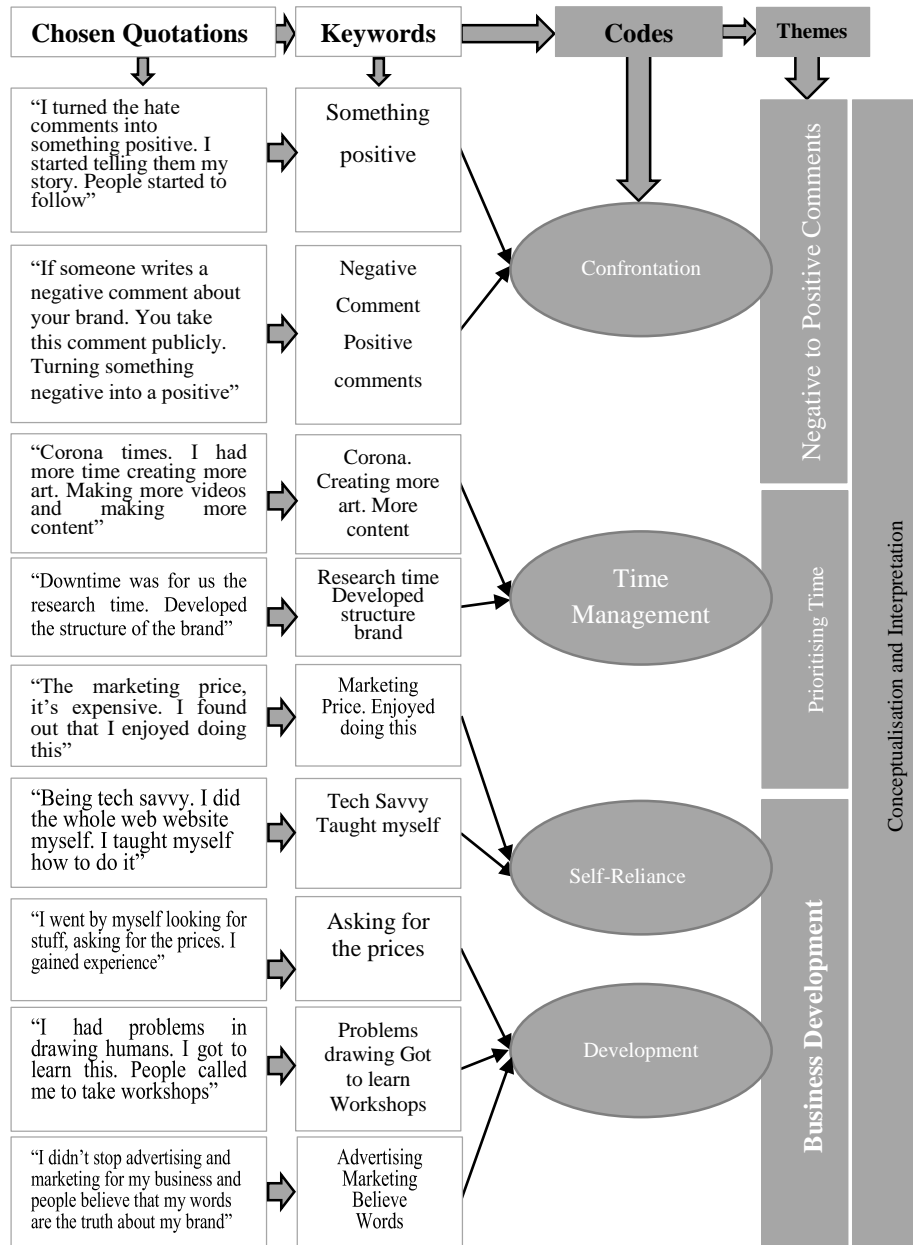 Chosen Quotations
Keywords
Codes
Themes
“I turned the hate
comments into
something positive. I
started telling them my
story. People started to
follow”
Something
positive
“If someone writes a
negative comment about
your brand. You take
this comment publicly.
Turning something
negative into a positive”
Negative
Comment
Positive
comments
Confrontation
Negative to Positive Comments
“Corona times. I had
more time creating more
art. Making more videos
and making more
content”
Corona.
Creating more
art. More
content
“Downtime was for us the
research time. Developed
the structure of the brand”
Research time
Developed
structure
brand
Time
Management
Prioritising Time
“The marketing price,
it’s expensive. I found
out that I enjoyed doing
this”
Marketing
Price. Enjoyed
doing this
“Being tech savvy. I did
the whole web website
myself. I taught myself
how to do it”
Tech Savvy
Taught myself
Self-Reliance
“I went by myself looking for
stuff, asking for the prices. I
gained experience”
Asking for
the prices
“I had problems in
drawing humans. I got to
learn this. People called
me to take workshops”
Problems
drawing Got
to learn
Workshops
Development
“I didn’t stop advertising and
marketing for my business and
people believe that my words
are the truth about my brand”
Advertising
Marketing
Believe
Words
Business Development
Conceptualisation and Interpretation